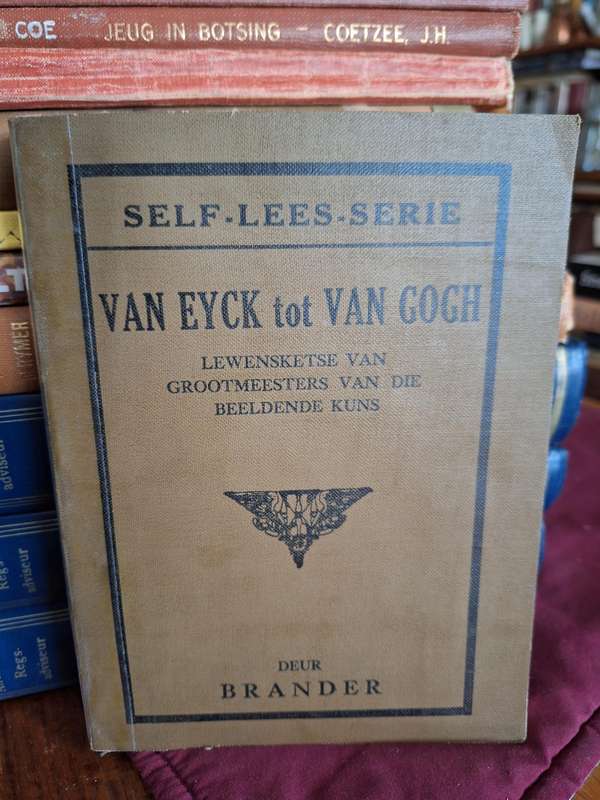 COE JEUG IN BOTSING - COETZEE, J.H.
SELF-LEES-SERIE
VAN EYCK tot VAN GOGH
LEWENSKETSE VAN
GROOTMEESTERS VAN DIE
BEELDENDE KUNS
DEUR
BRANDER
adviseur
Regs-
adviseur
Regs-
adviseur